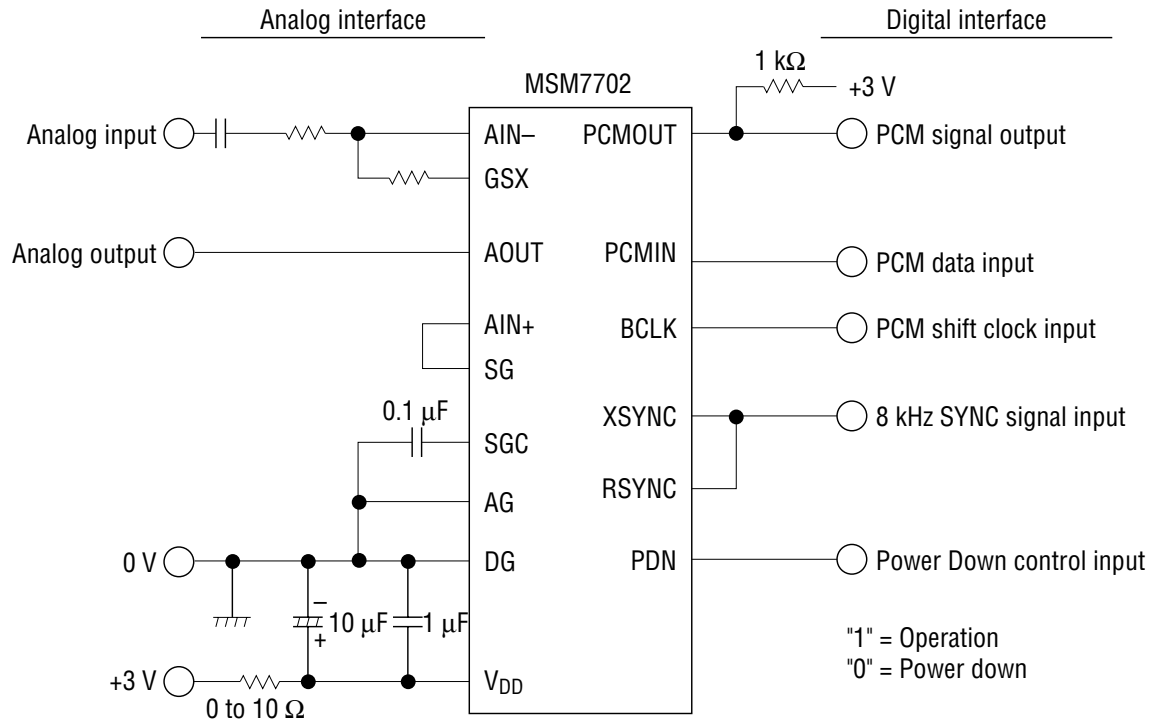 Analog interface
Digital interface
MSM7702
1 kΩ
+3 V
Analog input
AIN–
PCMOUT
PCM signal output
GSX
Analog output
AOUT
PCMIN
PCM data input
AIN+
BCLK
PCM shift clock input
SG
0.1 μF
SGC
XSYNC
8 kHz SYNC signal input
AG
RSYNC
0 V
DG
PDN
Power Down control input
–
10 μF
+
1 μF
"1" = Operation
"0" = Power down
+3 V
VDD
0 to 10 Ω